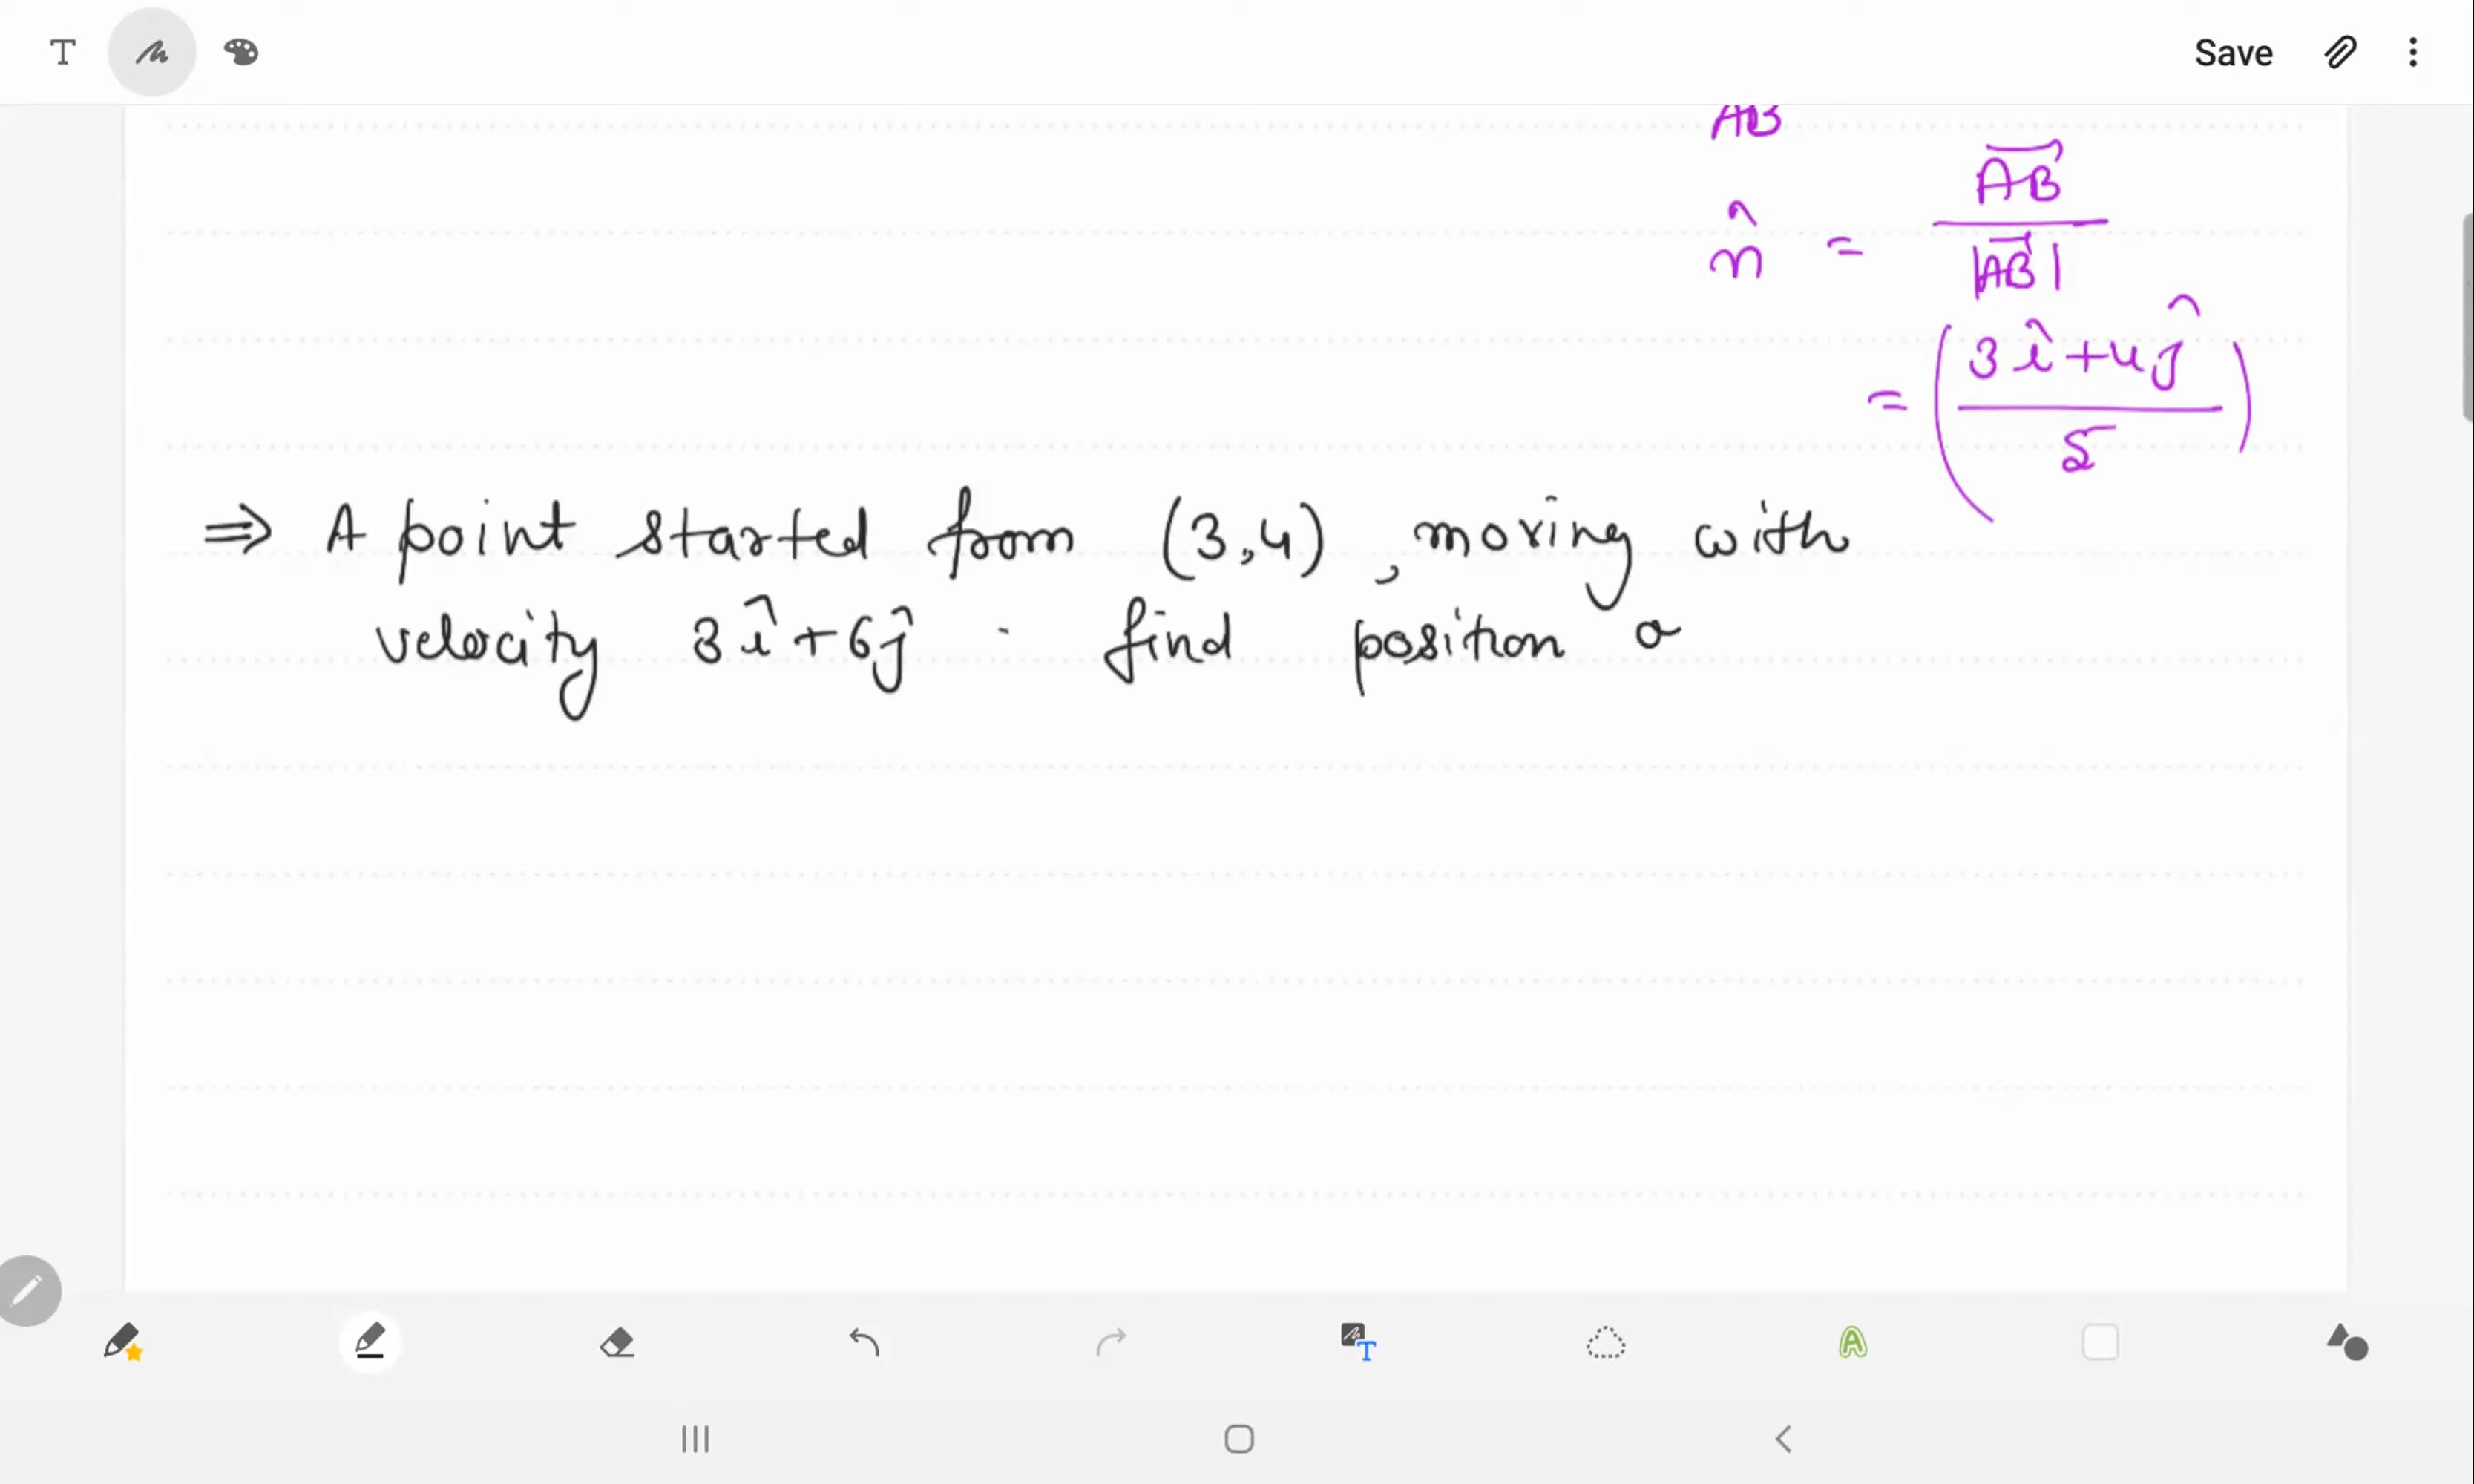 Save
AB
n̂ = AB⃗ / |AB⃗|
= (3î+4ĵ / 5)
⇒ A point started from (3,4), moving with
velocity 3î+6ĵ . find position o